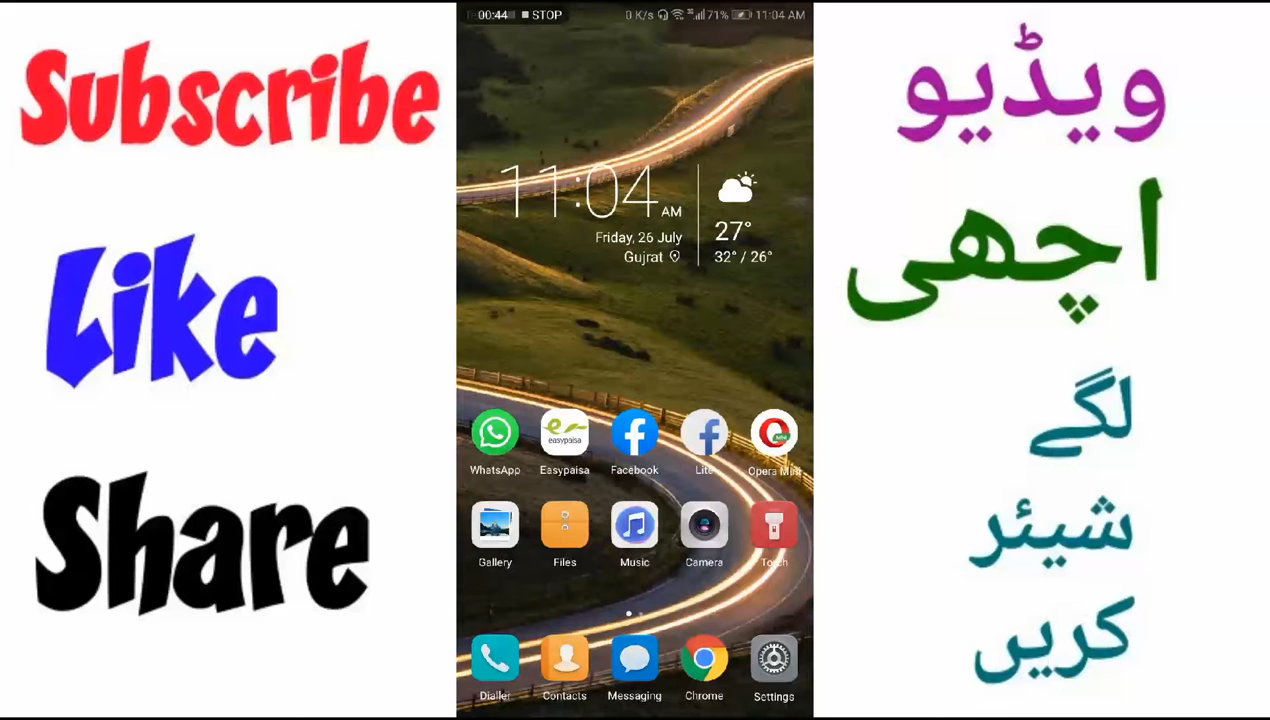 Subscribe
Like
Share
00:44 STOP
0 K/s 71% 11:04 AM
11:04 AM
Friday, 26 July
Gujrat
27°
32° / 26°
easypaisa
WhatsApp Easypaisa Facebook Lite Opera Mini
Gallery Files Music Camera Torch
Dialler Contacts Messaging Chrome Settings
ویڈیو
اچھی
لگے
شیئر
کریں